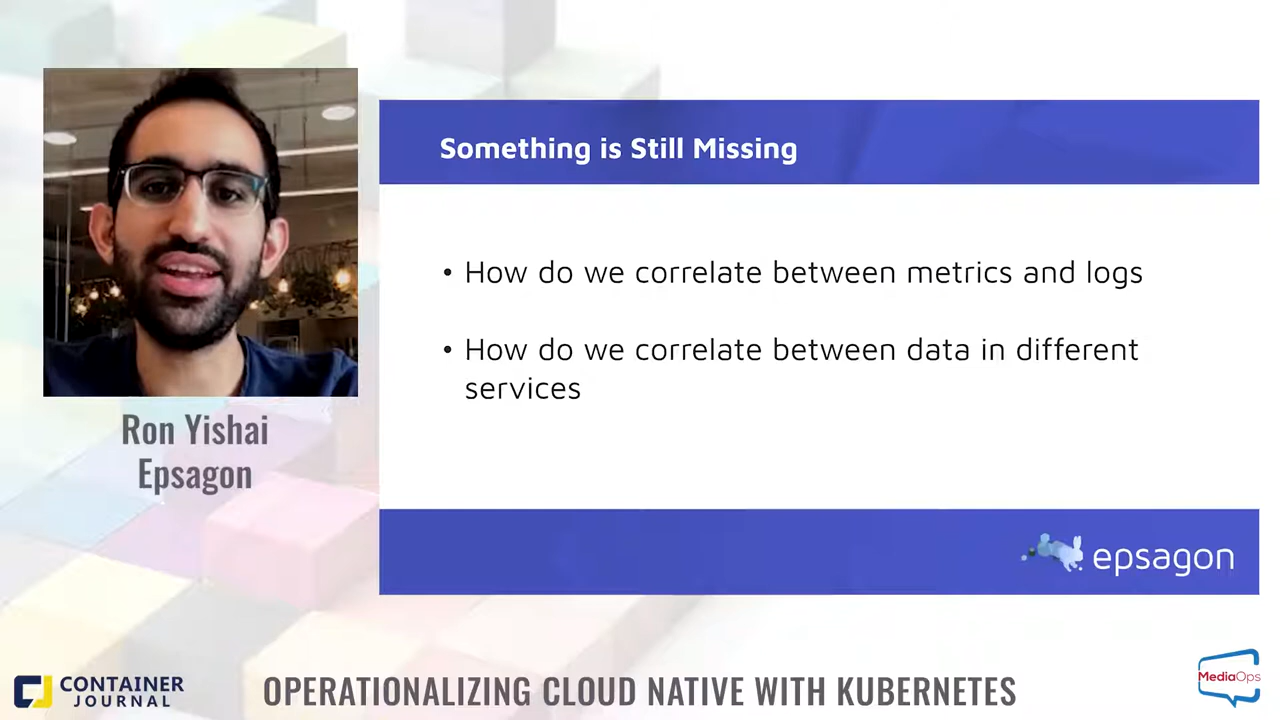 Something is Still Missing
• How do we correlate between metrics and logs
• How do we correlate between data in different
services
Ron Yishai
Epsagon
epsagon
CONTAINER
JOURNAL
OPERATIONALIZING CLOUD NATIVE WITH KUBERNETES
MediaOps